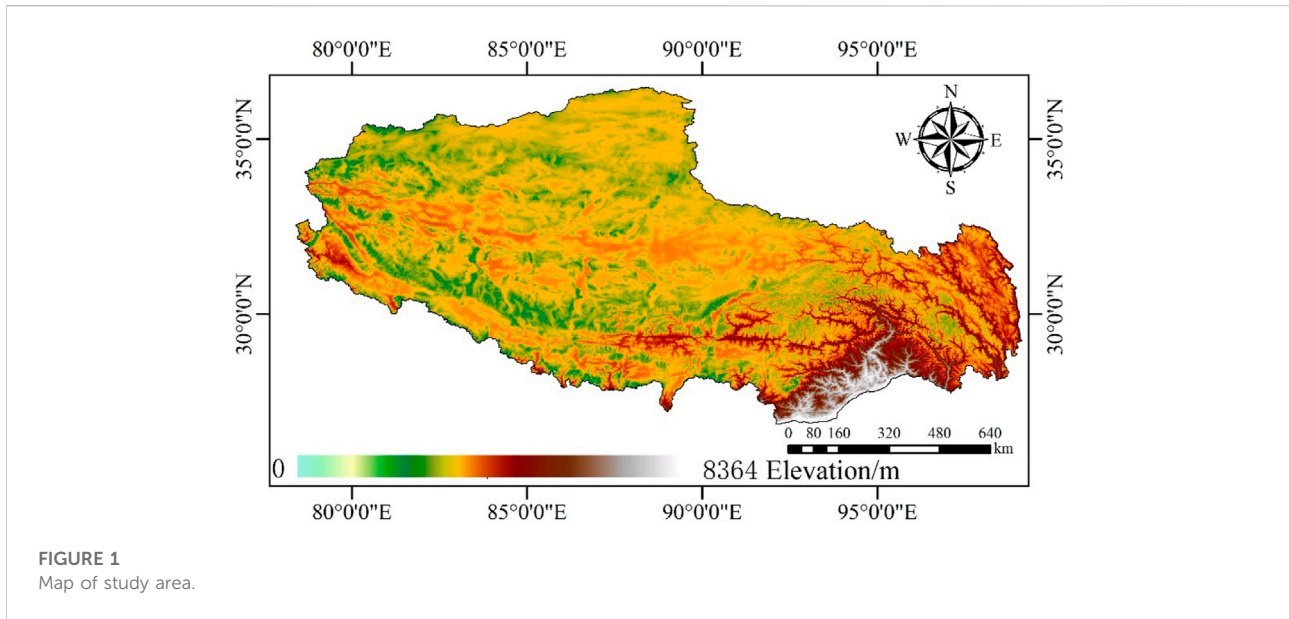 80°0'0"E 85°0'0"E 90°0'0"E 95°0'0"E
N
W E
S
35°0'0"N 35°0'0"N
30°0'0"N 30°0'0"N
0 80 160 320 480 640
km
0 8364 Elevation/m
80°0'0"E 85°0'0"E 90°0'0"E 95°0'0"E
FIGURE 1
Map of study area.